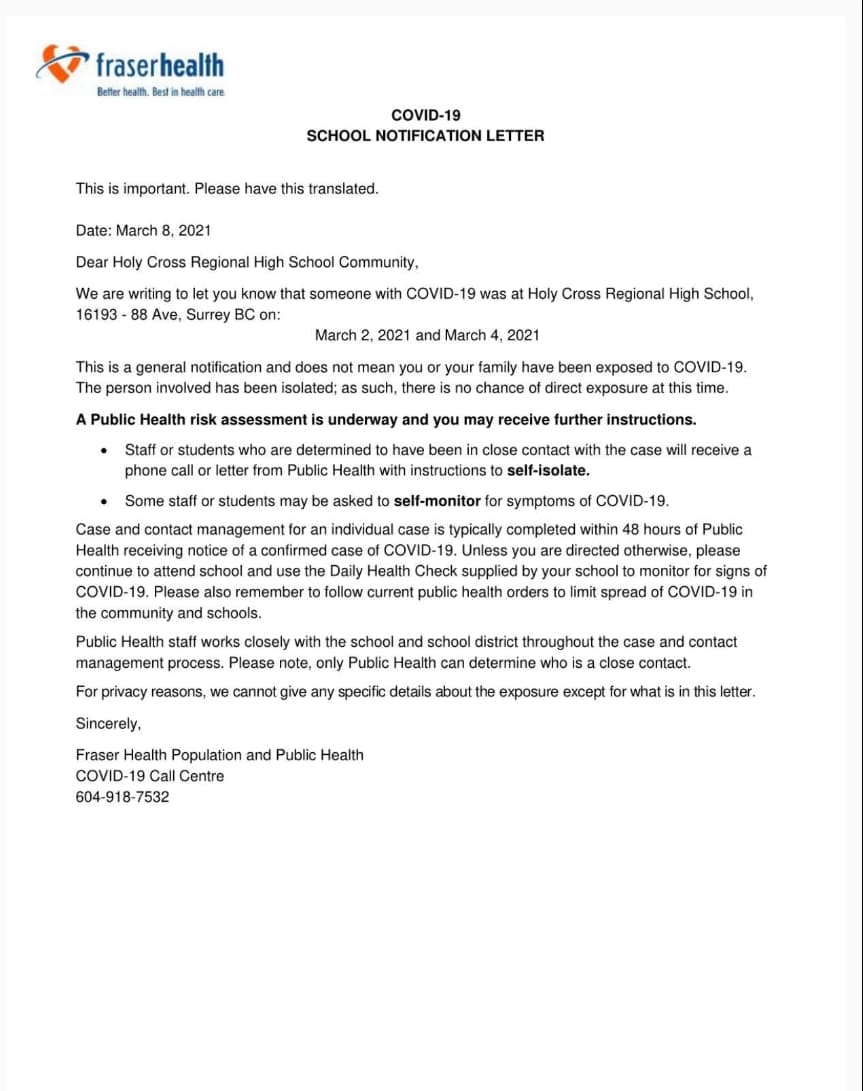 fraserhealth
Better health. Best in health care.
COVID-19
SCHOOL NOTIFICATION LETTER
This is important. Please have this translated.
Date: March 8, 2021
Dear Holy Cross Regional High School Community,
We are writing to let you know that someone with COVID-19 was at Holy Cross Regional High School,
16193 - 88 Ave, Surrey BC on:
March 2, 2021 and March 4, 2021
This is a general notification and does not mean you or your family have been exposed to COVID-19.
The person involved has been isolated; as such, there is no chance of direct exposure at this time.
A Public Health risk assessment is underway and you may receive further instructions.
• Staff or students who are determined to have been in close contact with the case will receive a
phone call or letter from Public Health with instructions to self-isolate.
• Some staff or students may be asked to self-monitor for symptoms of COVID-19.
Case and contact management for an individual case is typically completed within 48 hours of Public
Health receiving notice of a confirmed case of COVID-19. Unless you are directed otherwise, please
continue to attend school and use the Daily Health Check supplied by your school to monitor for signs of
COVID-19. Please also remember to follow current public health orders to limit spread of COVID-19 in
the community and schools.
Public Health staff works closely with the school and school district throughout the case and contact
management process. Please note, only Public Health can determine who is a close contact.
For privacy reasons, we cannot give any specific details about the exposure except for what is in this letter.
Sincerely,
Fraser Health Population and Public Health
COVID-19 Call Centre
604-918-7532